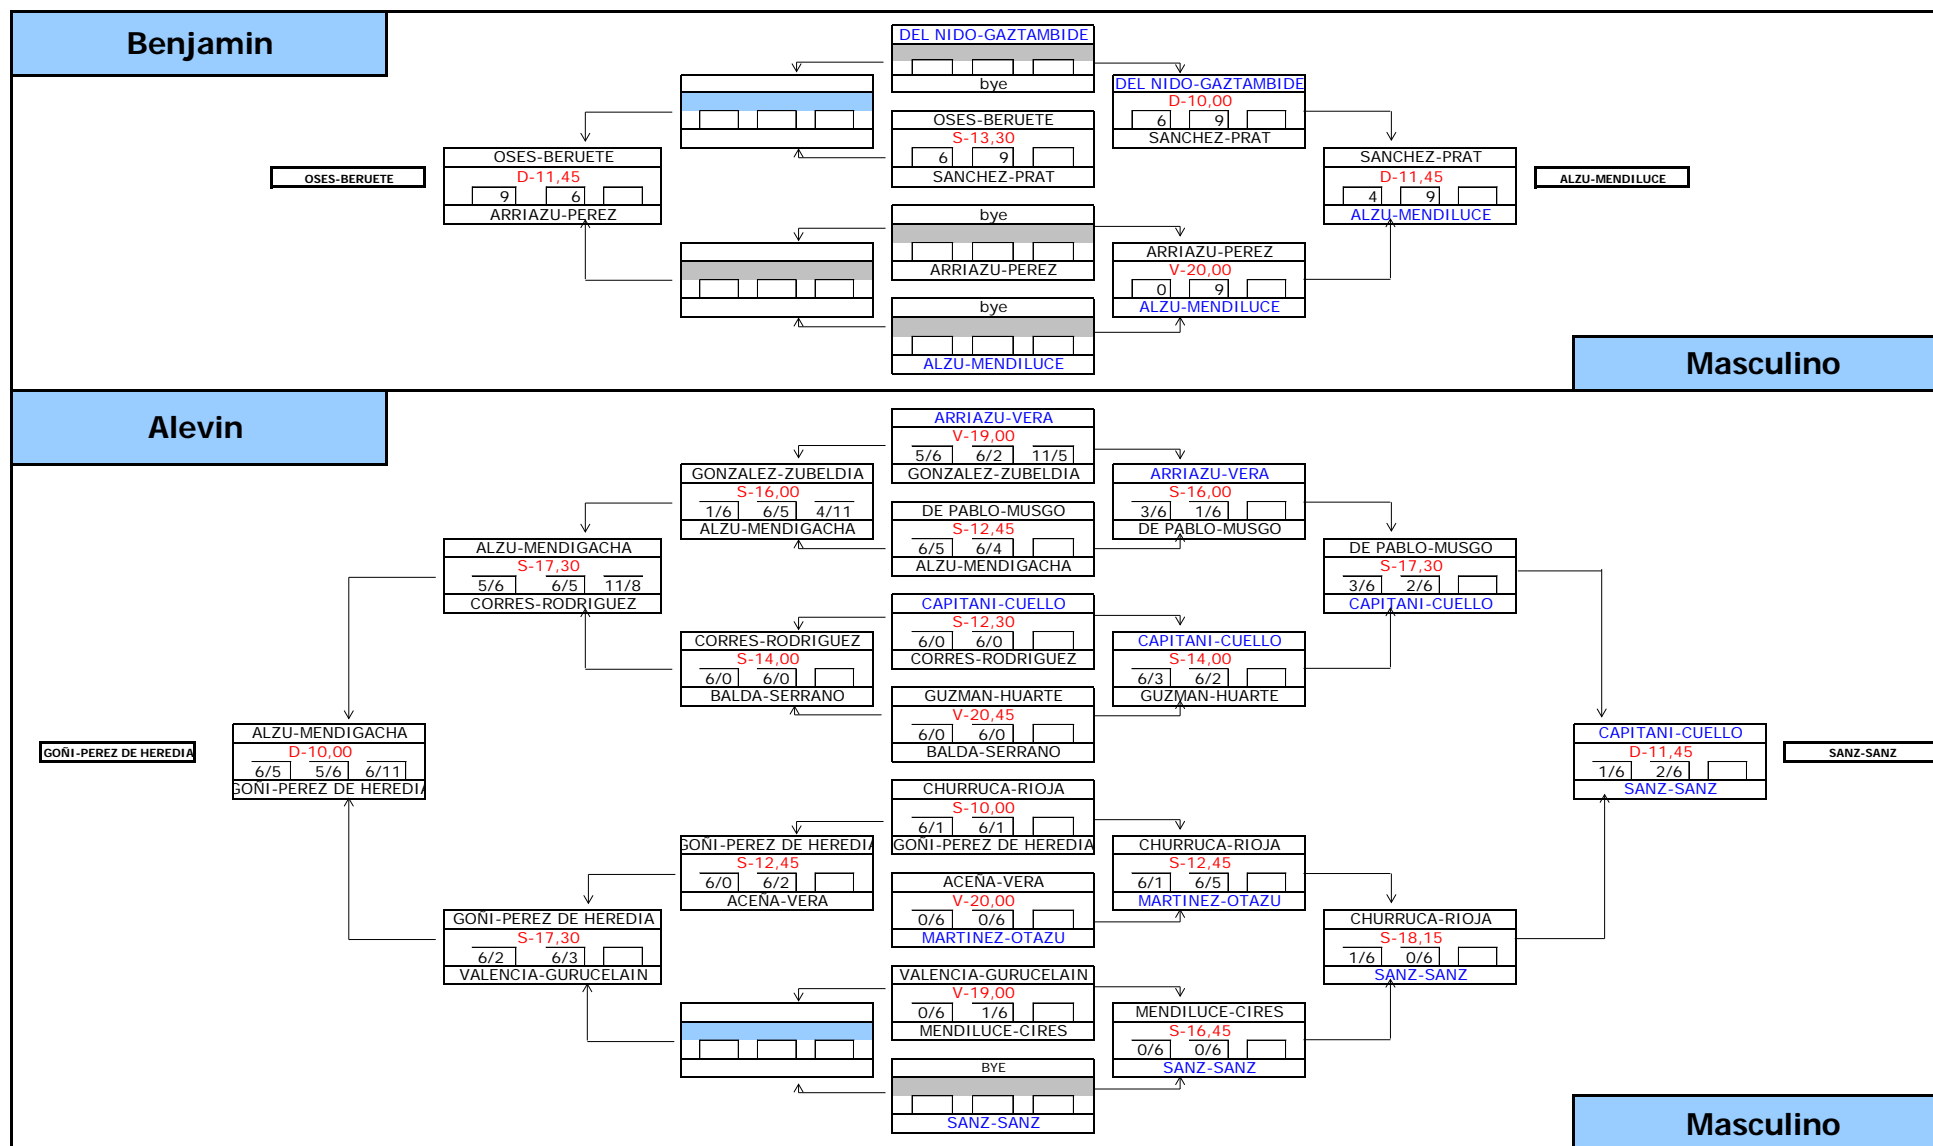 Benjamin
DEL NIDO-GAZTAMBIDE
bye
DEL NIDO-GAZTAMBIDE
D-10,00
6 9
SANCHEZ-PRAT
OSES-BERUETE
S-13,30
6 9
SANCHEZ-PRAT
OSES-BERUETE
OSES-BERUETE
D-11,45
9 6
ARRIAZU-PEREZ
SANCHEZ-PRAT
D-11,45
4 9
ALZU-MENDILUCE
ALZU-MENDILUCE
bye
ARRIAZU-PEREZ
ARRIAZU-PEREZ
V-20,00
0 9
ALZU-MENDILUCE
bye
ALZU-MENDILUCE
Masculino
Alevin
ARRIAZU-VERA
V-19,00
5/6 6/2 11/5
GONZALEZ-ZUBELDIA
GONZALEZ-ZUBELDIA
S-16,00
1/6 6/5 4/11
ALZU-MENDIGACHA
ARRIAZU-VERA
S-16,00
3/6 1/6
DE PABLO-MUSGO
DE PABLO-MUSGO
S-12,45
6/5 6/4
ALZU-MENDIGACHA
ALZU-MENDIGACHA
S-17,30
5/6 6/5 11/8
CORRES-RODRIGUEZ
DE PABLO-MUSGO
S-17,30
3/6 2/6
CAPITANI-CUELLO
CAPITANI-CUELLO
S-12,30
6/0 6/0
CORRES-RODRIGUEZ
CORRES-RODRIGUEZ
S-14,00
6/0 6/0
BALDA-SERRANO
CAPITANI-CUELLO
S-14,00
6/3 6/2
GUZMAN-HUARTE
GUZMAN-HUARTE
V-20,45
6/0 6/0
BALDA-SERRANO
GOÑI-PEREZ DE HEREDIA
ALZU-MENDIGACHA
D-10,00
6/5 5/6 6/11
GOÑI-PEREZ DE HEREDIA
CAPITANI-CUELLO
D-11,45
1/6 2/6
SANZ-SANZ
SANZ-SANZ
CHURRUCA-RIOJA
S-10,00
6/1 6/1
GOÑI-PEREZ DE HEREDIA
GOÑI-PEREZ DE HEREDIA
S-12,45
6/0 6/2
ACEÑA-VERA
CHURRUCA-RIOJA
S-12,45
6/1 6/5
MARTINEZ-OTAZU
ACEÑA-VERA
V-20,00
0/6 0/6
MARTINEZ-OTAZU
GOÑI-PEREZ DE HEREDIA
S-17,30
6/2 6/3
VALENCIA-GURUCELAIN
CHURRUCA-RIOJA
S-18,15
1/6 0/6
SANZ-SANZ
VALENCIA-GURUCELAIN
V-19,00
0/6 1/6
MENDILUCE-CIRES
MENDILUCE-CIRES
S-16,45
0/6 0/6
SANZ-SANZ
BYE
SANZ-SANZ
Masculino